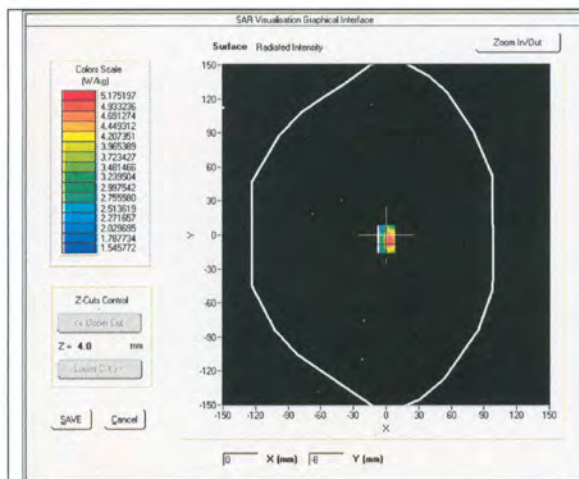 SAR Visualisation Graphical Interface
Surface Radiated Intensity
Zoom In/Out
Colors Scale
(W/kg)
5.175197
4.933236
4.691274
4.449312
4.207351
3.965389
3.723427
3.481466
3.239504
2.997542
2.755580
2.513619
2.271657
2.029695
1.787734
1.545772
Z-Cuts Control
<< Upper Cut
Z = 4.0 mm
SAVE
Cancel
150
120
90
60
30
0
-30
-60
-90
-120
-150
Y
-150 -120 -90 -60 -30 0 30 60 90 120 150
X
0 X (mm) -8 Y (mm)